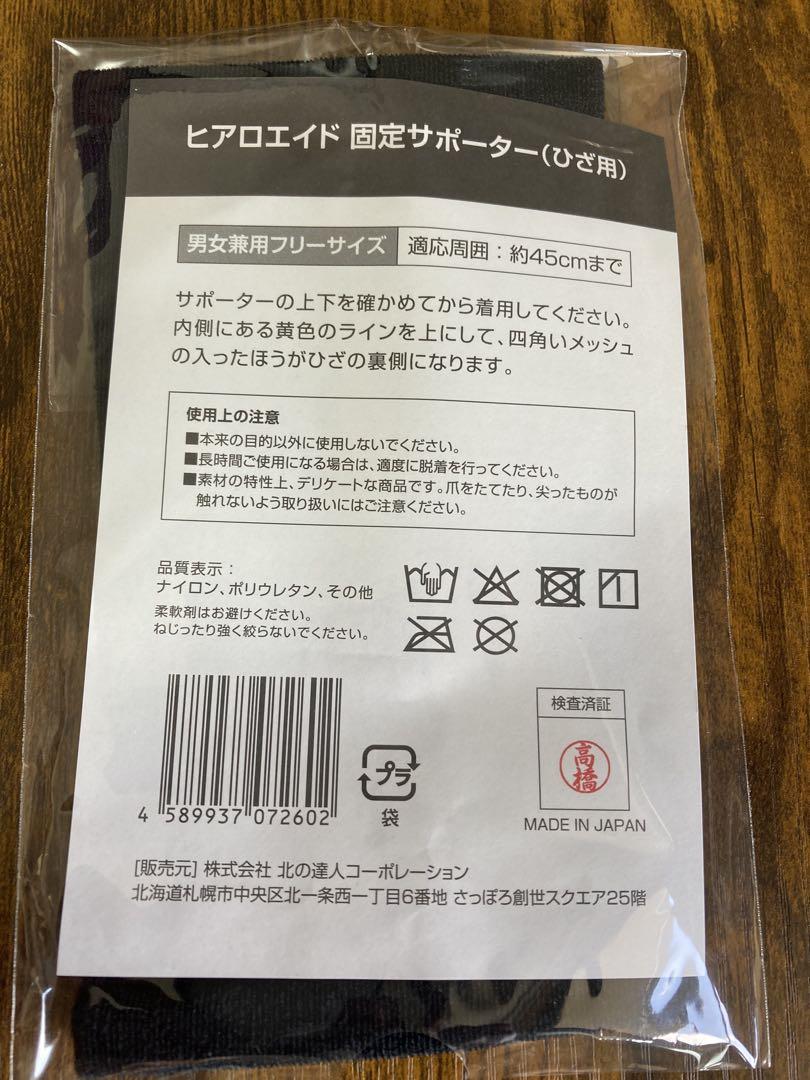 ヒアロエイド 固定サポーター(ひざ用)
男女兼用フリーサイズ 適応周囲：約45cmまで
サポーターの上下を確かめてから着用してください。
内側にある黄色のラインを上にして、四角いメッシュ
の入ったほうがひざの裏側になります。
使用上の注意
■本来の目的以外に使用しないでください。
■長時間ご使用になる場合は、適度に脱着を行ってください。
■素材の特性上、デリケートな商品です。爪をたてたり、尖ったものが
触れないよう取り扱いにはご注意ください。
品質表示：
ナイロン、ポリウレタン、その他
柔軟剤はお避けください。
ねじったり強く絞らないでください。
検査済証
高橋
MADE IN JAPAN
プラ
袋
4 589937 072602
[販売元] 株式会社 北の達人コーポレーション
北海道札幌市中央区北一条西一丁目6番地 さっぽろ創世スクエア25階